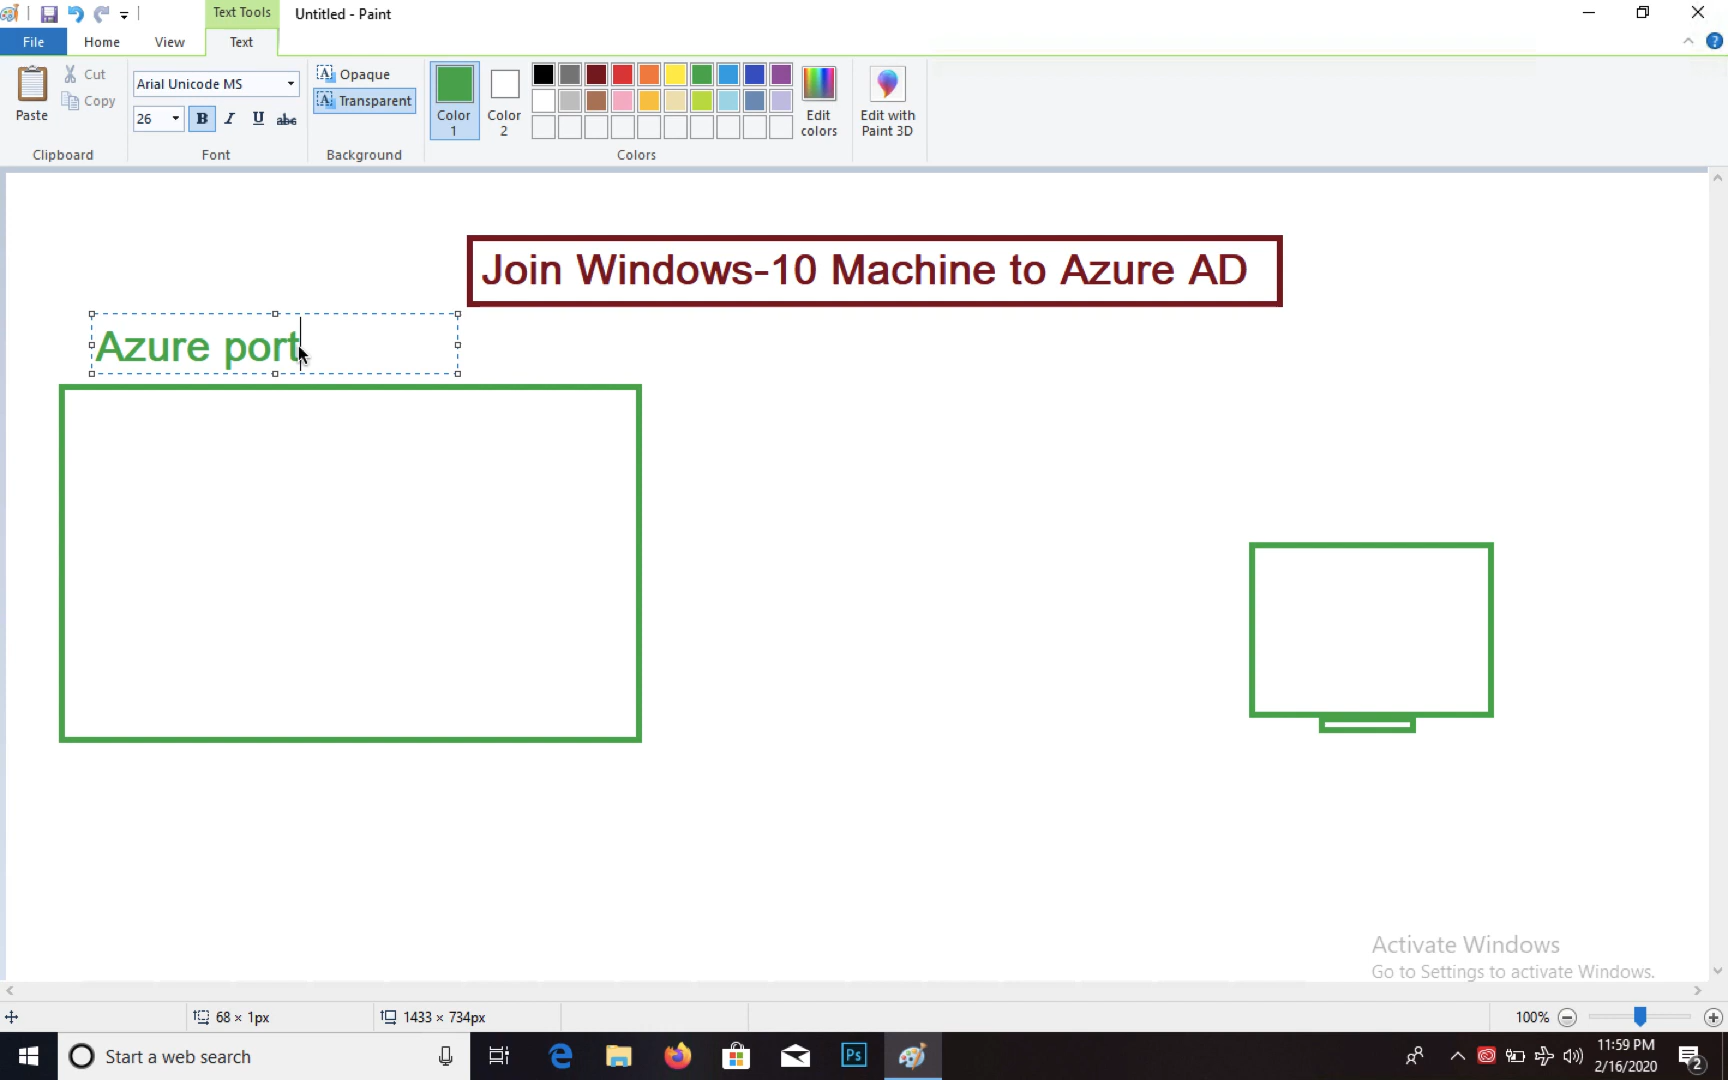 Text Tools
Untitled - Paint
File
Home
View
Text
Paste
Cut
Copy
Clipboard
Arial Unicode MS
26
B
I
U
abc
Font
Opaque
Transparent
Background
Color 1
Color 2
Edit colors
Colors
Edit with Paint 3D
Join Windows-10 Machine to Azure AD
Azure port
Activate Windows
Go to Settings to activate Windows.
68 × 1px
1433 × 734px
100%
Start a web search
Ps
11:59 PM
2/16/2020
2